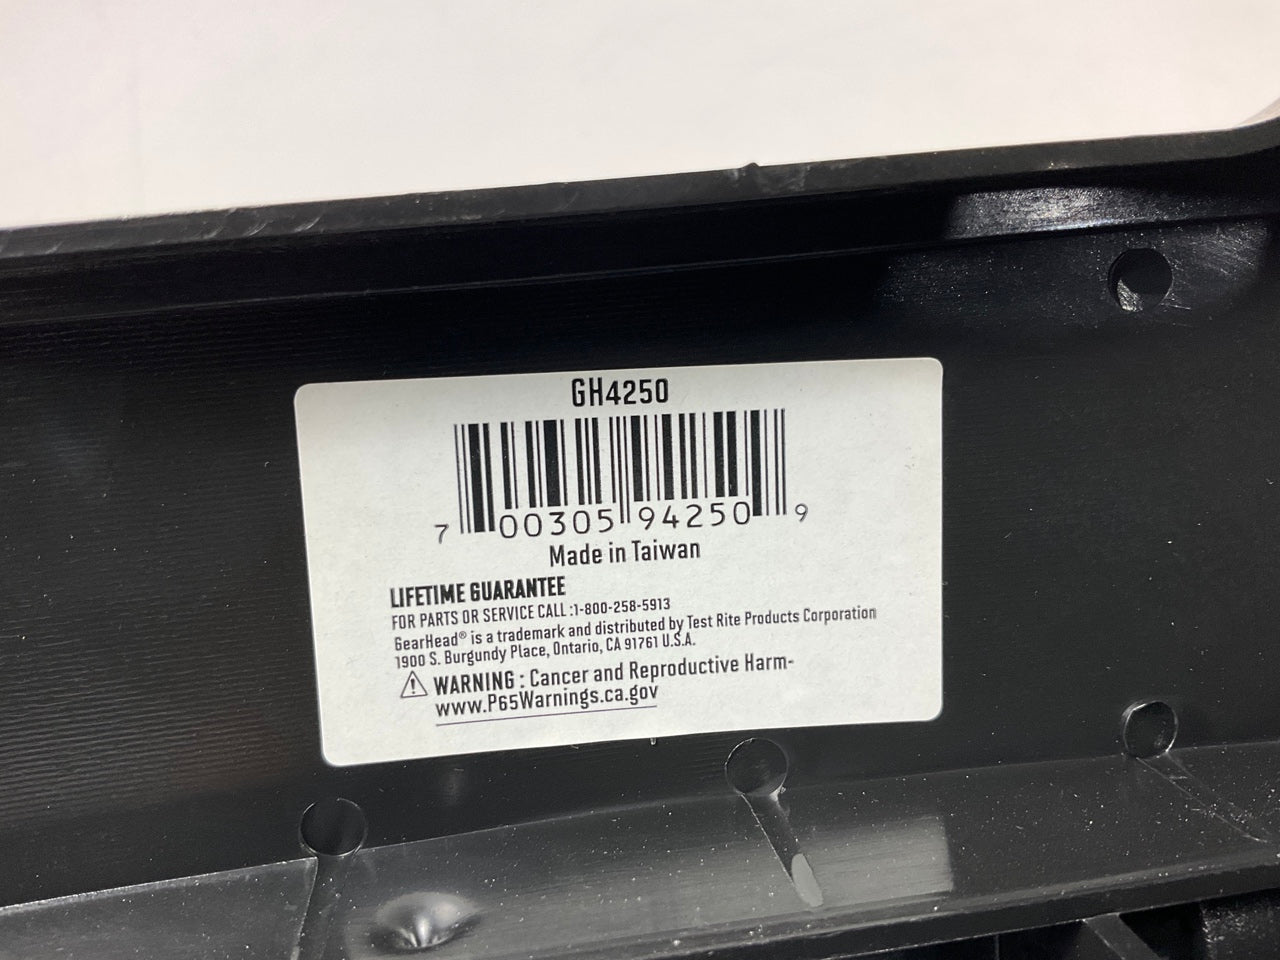 GH4250
7 00305 94250 9
Made in Taiwan
LIFETIME GUARANTEE
FOR PARTS OR SERVICE CALL :1-800-258-5913
GearHead® is a trademark and distributed by Test Rite Products Corporation
1900 S. Burgundy Place, Ontario, CA 91761 U.S.A.
WARNING : Cancer and Reproductive Harm-
www.P65Warnings.ca.gov